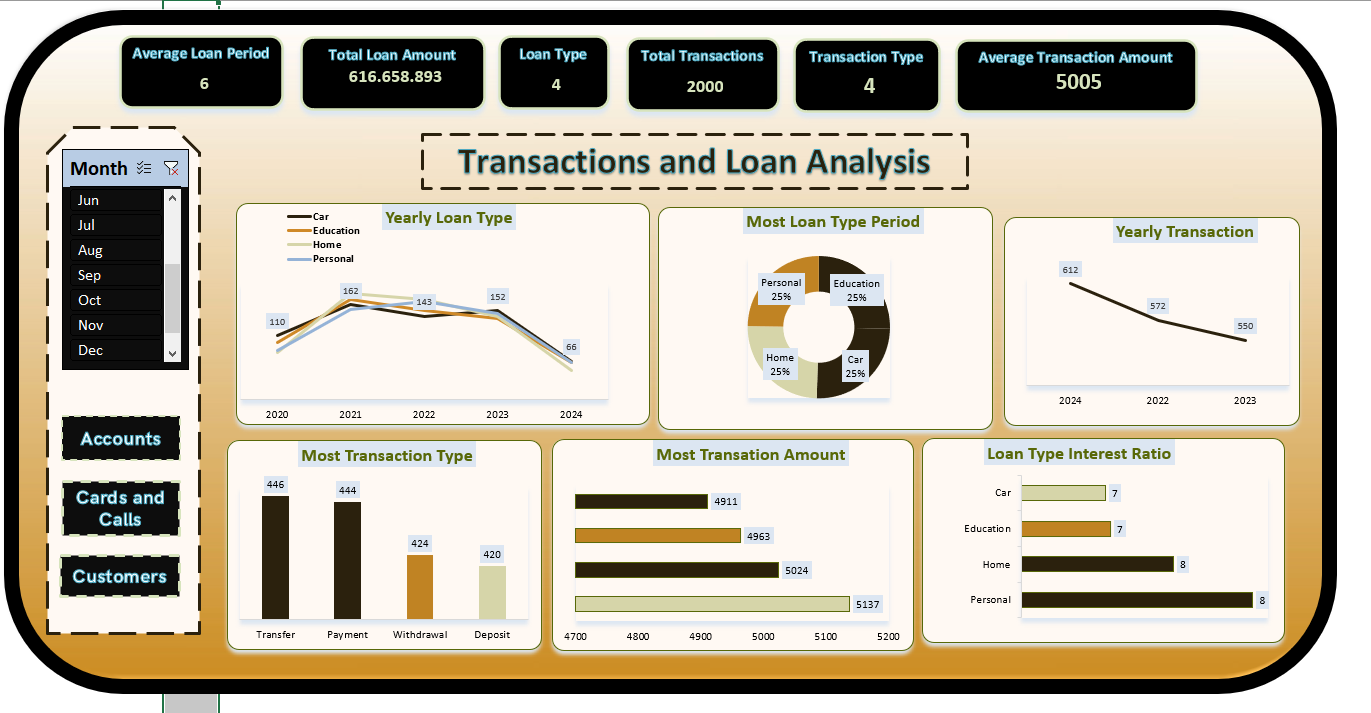 Average Loan Period
6
Total Loan Amount
616.658.893
Loan Type
4
Total Transactions
2000
Transaction Type
4
Average Transaction Amount
5005
Transactions and Loan Analysis
Month
Jun
Jul
Aug
Sep
Oct
Nov
Dec
Accounts
Cards and
Calls
Customers
Yearly Loan Type
Car
Education
Home
Personal
110
162
143
152
66
2020
2021
2022
2023
2024
Most Loan Type Period
Personal
25%
Education
25%
Home
25%
Car
25%
Yearly Transaction
612
572
550
2024
2022
2023
Most Transaction Type
446
444
424
420
Transfer
Payment
Withdrawal
Deposit
Most Transation Amount
4911
4963
5024
5137
4700
4800
4900
5000
5100
5200
Loan Type Interest Ratio
Car
7
Education
7
Home
8
Personal
8